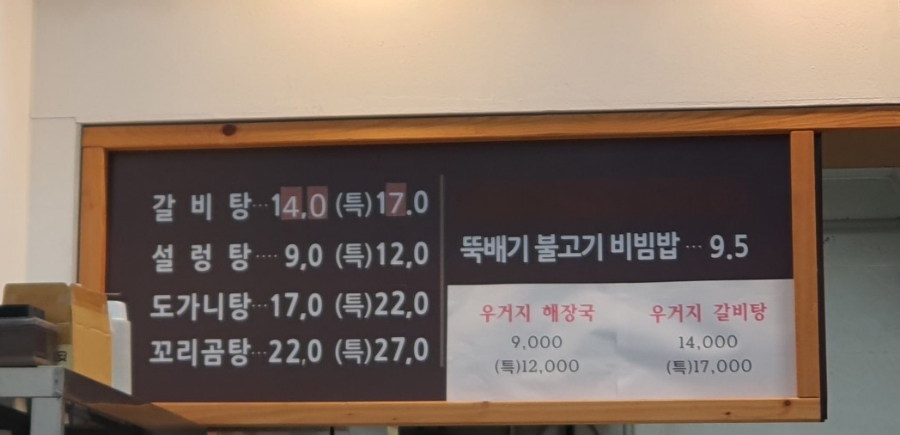 갈비탕···14,0 (특)17.0
설렁탕····9,0 (특)12,0
도가니탕···17,0 (특)22,0
꼬리곰탕···22,0 (특)27,0
뚝배기 불고기 비빔밥···9.5
우거지 해장국
9,000
(특)12,000
우거지 갈비탕
14,000
(특)17,000